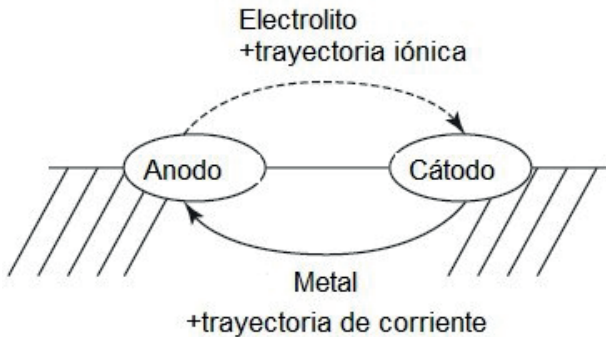 Electrolito
+trayectoria iónica
Anodo
Cátodo
Metal
+trayectoria de corriente